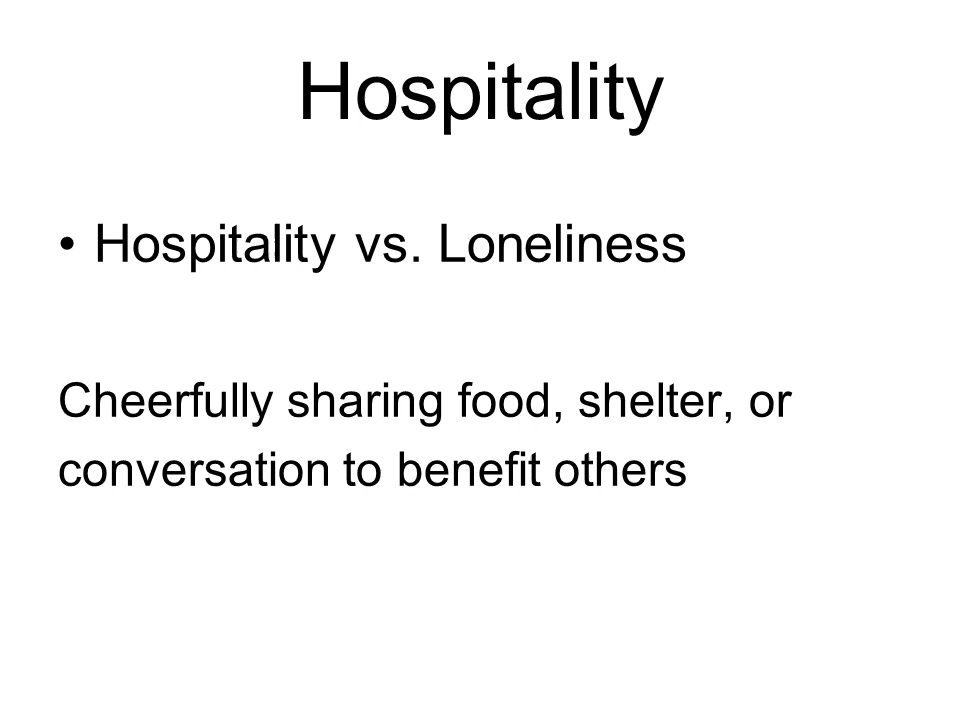 Hospitality
• Hospitality vs. Loneliness
Cheerfully sharing food, shelter, or
conversation to benefit others